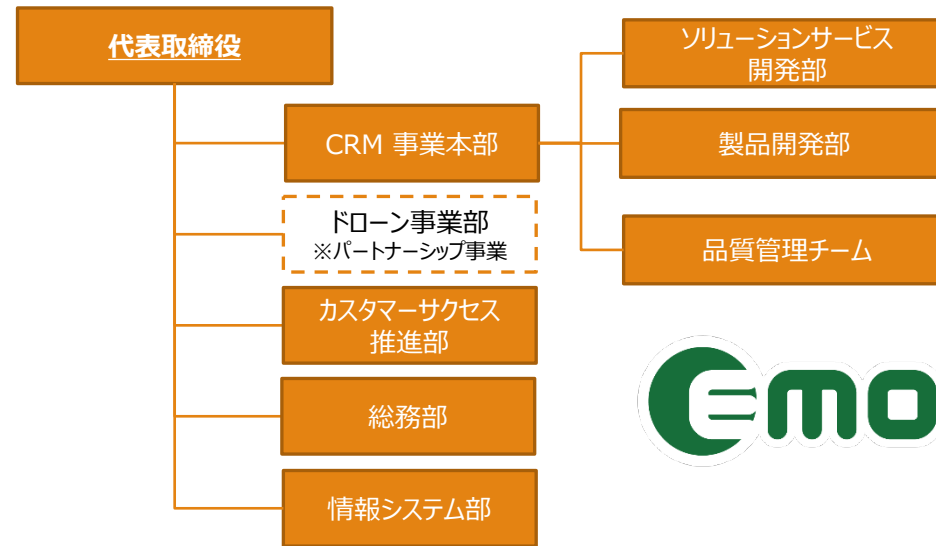 代表取締役
ソリューションサービス
開発部
CRM 事業本部
製品開発部
ドローン事業部
※パートナーシップ事業
品質管理チーム
カスタマーサクセス
推進部
総務部
情報システム部
emo